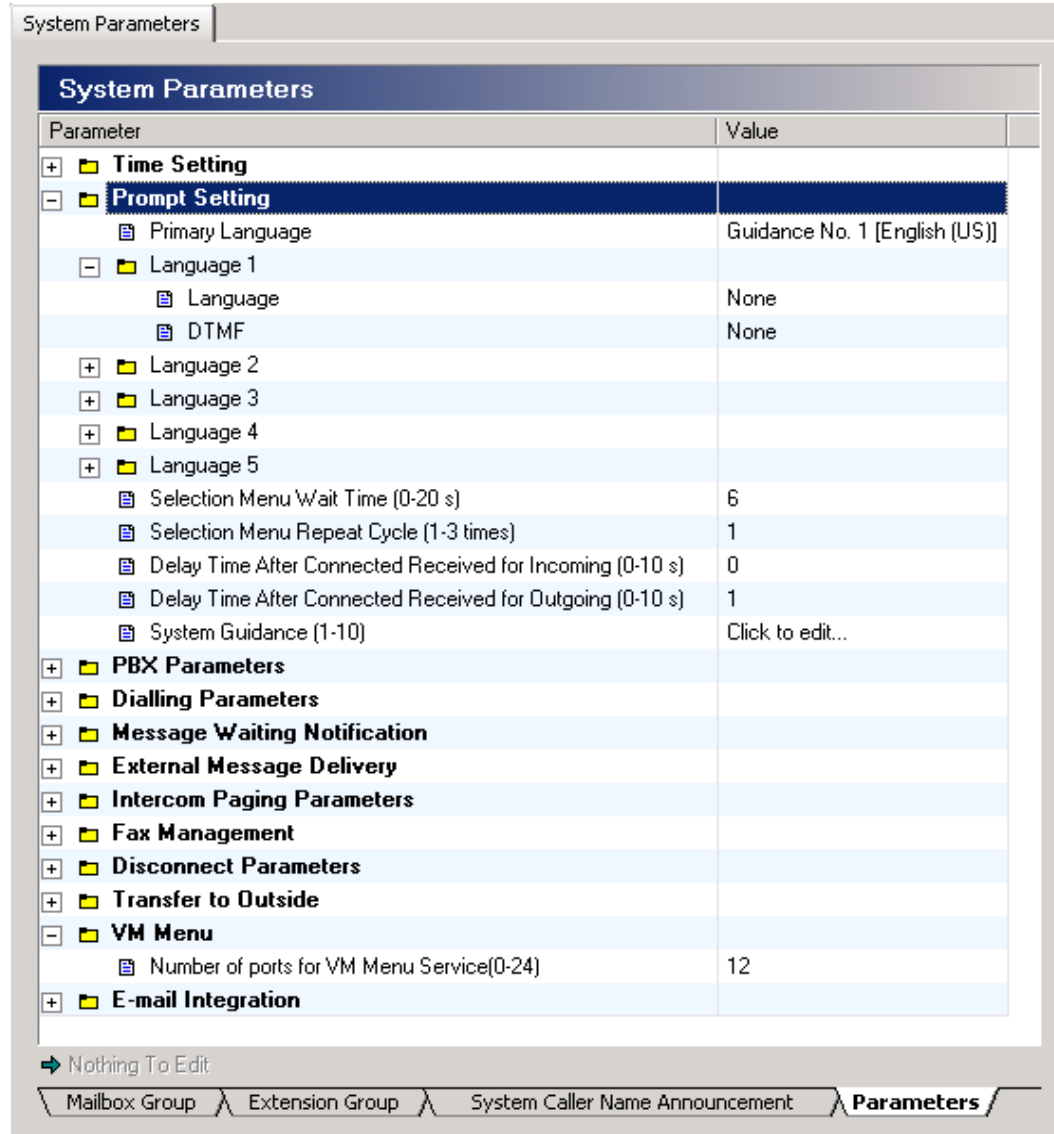 System Parameters
System Parameters
Parameter Value
Time Setting
Prompt Setting
Primary Language Guidance No. 1 [English (US)]
Language 1
Language None
DTMF None
Language 2
Language 3
Language 4
Language 5
Selection Menu Wait Time (0-20 s) 6
Selection Menu Repeat Cycle (1-3 times) 1
Delay Time After Connected Received for Incoming (0-10 s) 0
Delay Time After Connected Received for Outgoing (0-10 s) 1
System Guidance (1-10) Click to edit...
PBX Parameters
Dialling Parameters
Message Waiting Notification
External Message Delivery
Intercom Paging Parameters
Fax Management
Disconnect Parameters
Transfer to Outside
VM Menu
Number of ports for VM Menu Service(0-24) 12
E-mail Integration
Nothing To Edit
Mailbox Group Extension Group System Caller Name Announcement Parameters